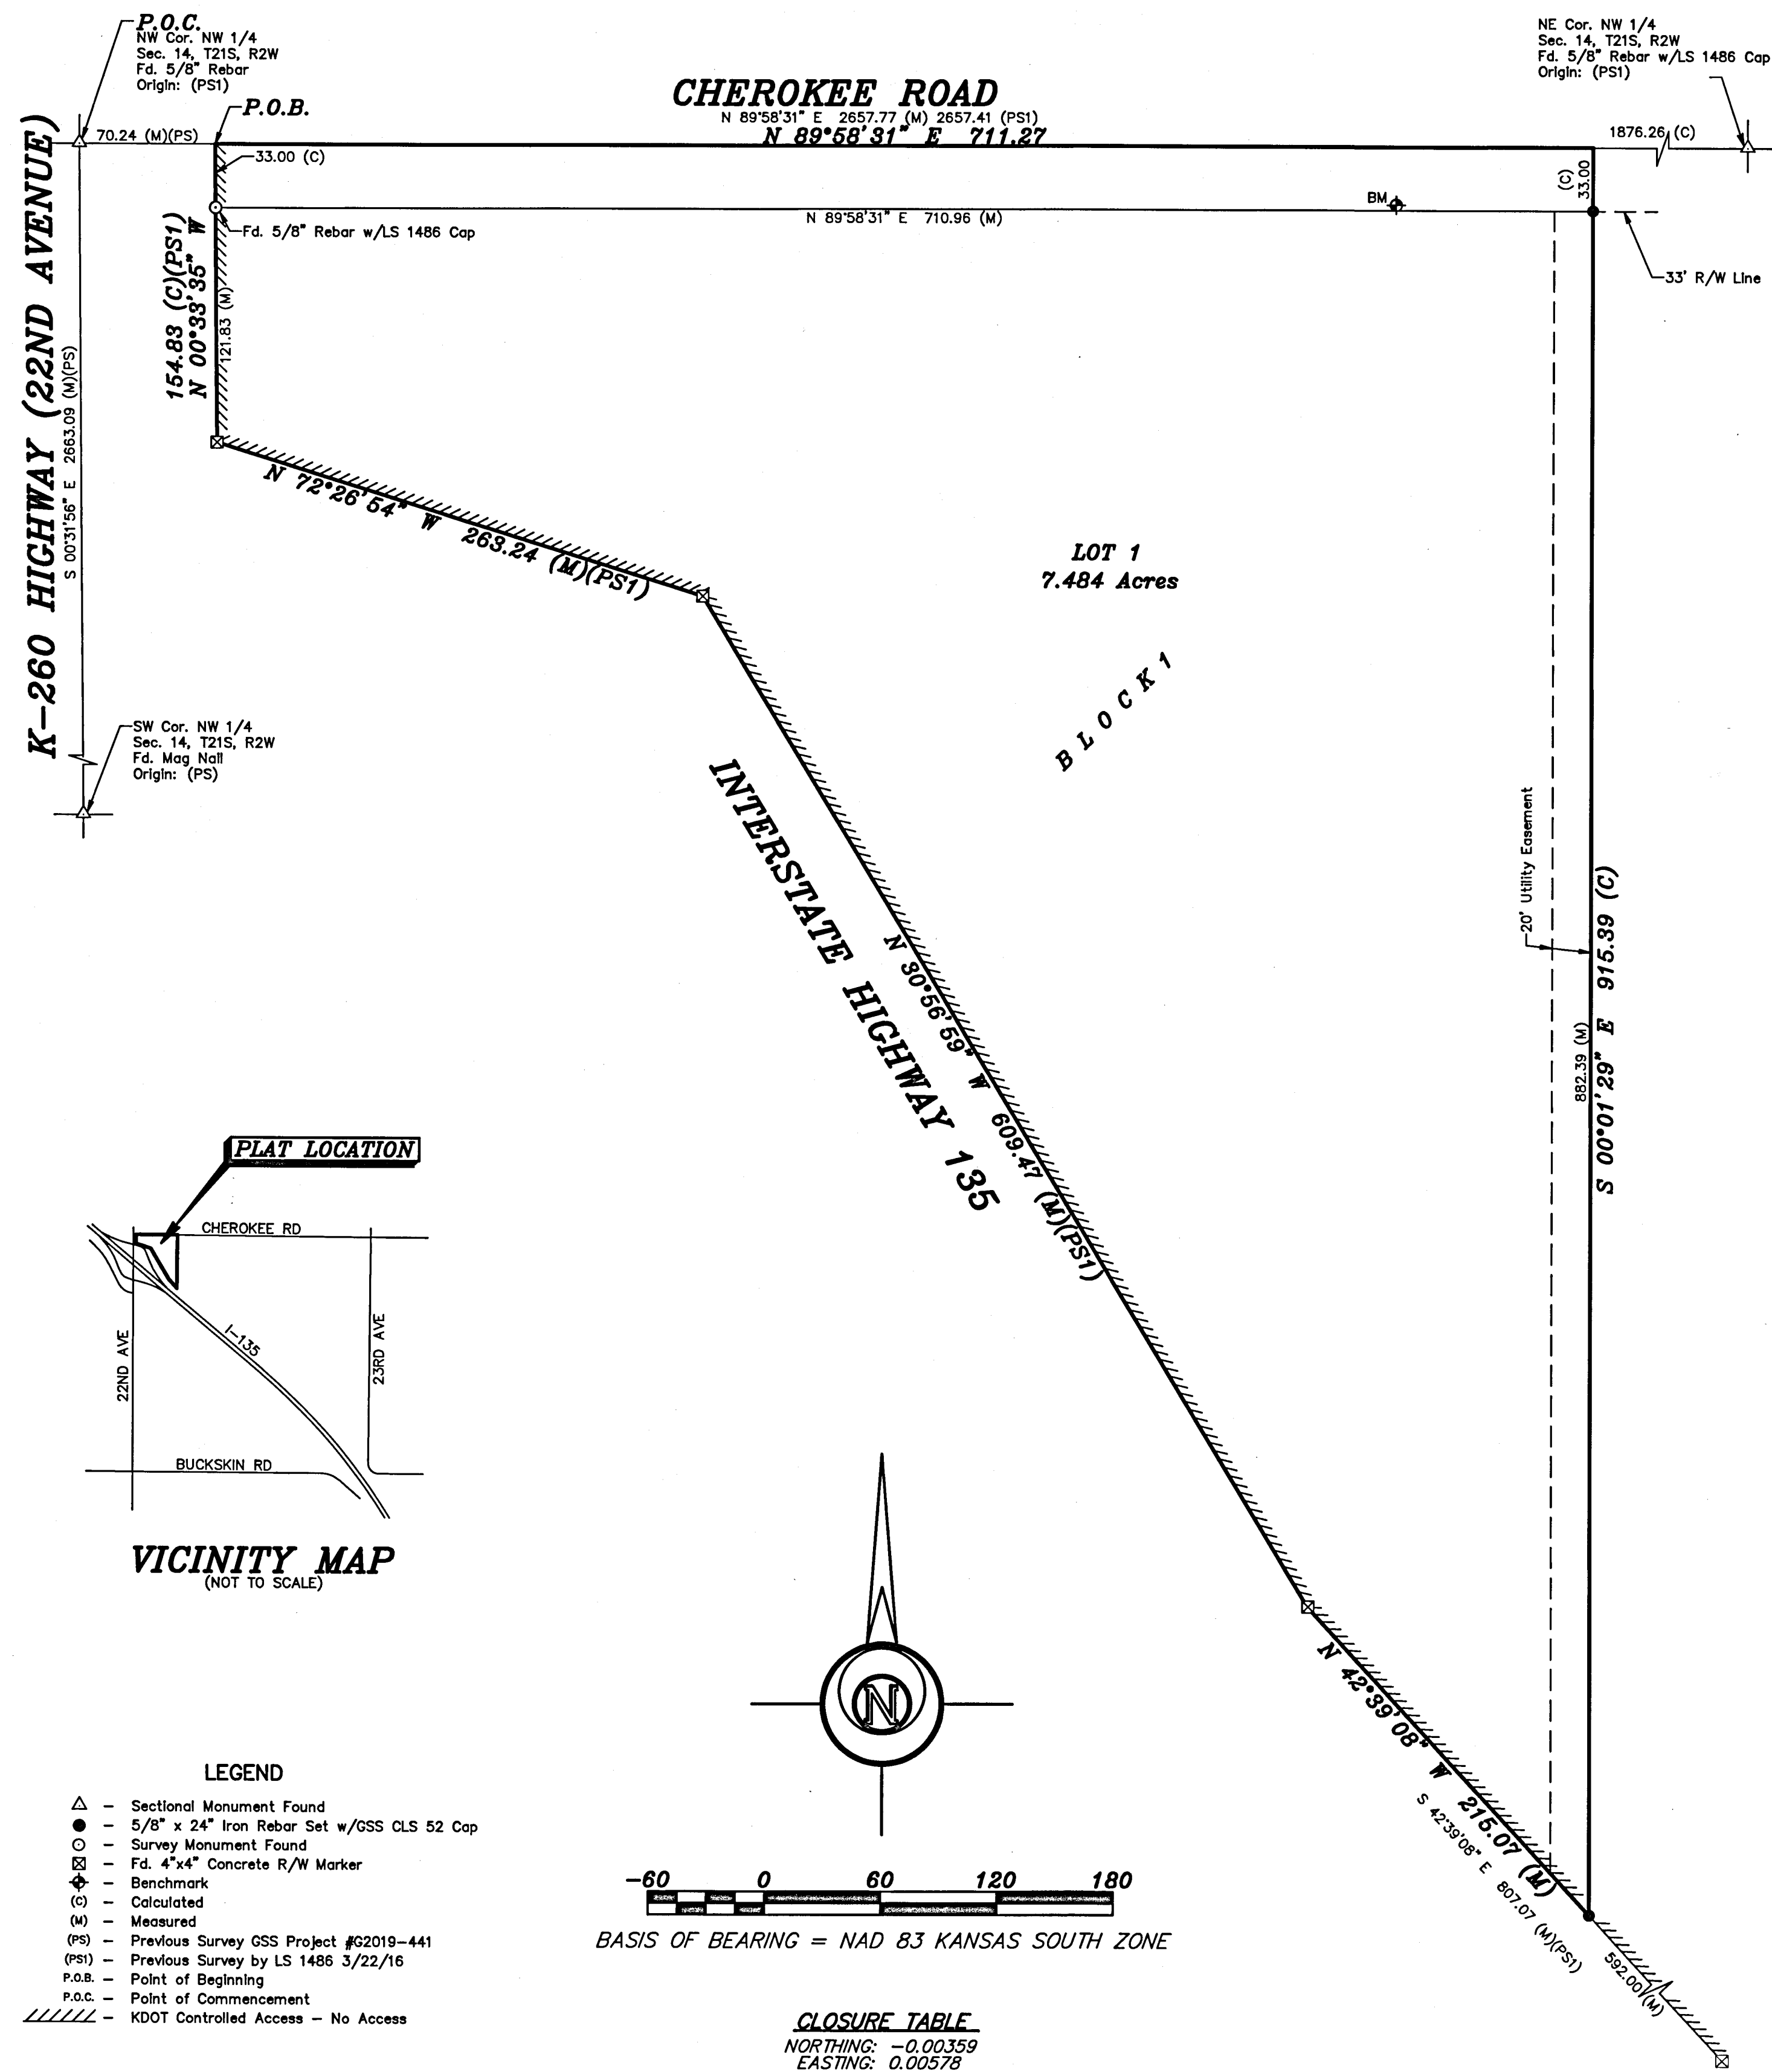 P.O.C.
NW Cor. NW 1/4
Sec. 14, T21S, R2W
Fd. 5/8" Rebar
Origin: (PS1)
P.O.B.
NE Cor. NW 1/4
Sec. 14, T21S, R2W
Fd. 5/8" Rebar w/LS 1486 Cap
Origin: (PS1)
CHEROKEE ROAD
N 89°58'31" E 2657.77 (M) 2657.41 (PS1)
N 89°58'31" E 711.27
70.24 (M)(PS)
1876.26 (C)
33.00 (C)
33.00
(C)
BM
N 89°58'31" E 710.96 (M)
Fd. 5/8" Rebar w/LS 1486 Cap
33' R/W Line
K-260 HIGHWAY (22ND AVENUE)
S 00°31'56" E 2663.09 (M)(PS)
154.83 (C)(PS1)
N 00°33'35" W
121.83 (M)
N 72°26'54" W 263.24 (M)(PS1)
LOT 1
7.484 Acres
BLOCK 1
SW Cor. NW 1/4
Sec. 14, T21S, R2W
Fd. Mag Nail
Origin: (PS)
INTERSTATE HIGHWAY 135
N 30°56'59" W 609.47 (M)(PS1)
20' Utility Easement
882.39 (M)
S 00°01'29" E 915.39 (C)
PLAT LOCATION
CHEROKEE RD
22ND AVE
I-135
23RD AVE
BUCKSKIN RD
VICINITY MAP
(NOT TO SCALE)
N
N 42°39'08" W 215.07 (M)
S 42°39'08" E 807.07 (M)(PS1)
592.00 (M)
LEGEND
– Sectional Monument Found
– 5/8" x 24" Iron Rebar Set w/GSS CLS 52 Cap
– Survey Monument Found
– Fd. 4"x4" Concrete R/W Marker
– Benchmark
(C) – Calculated
(M) – Measured
(PS) – Previous Survey GSS Project #G2019-441
(PS1) – Previous Survey by LS 1486 3/22/16
P.O.B. – Point of Beginning
P.O.C. – Point of Commencement
– KDOT Controlled Access – No Access
-60 0 60 120 180
BASIS OF BEARING = NAD 83 KANSAS SOUTH ZONE
CLOSURE TABLE
NORTHING: -0.00359
EASTING: 0.00578